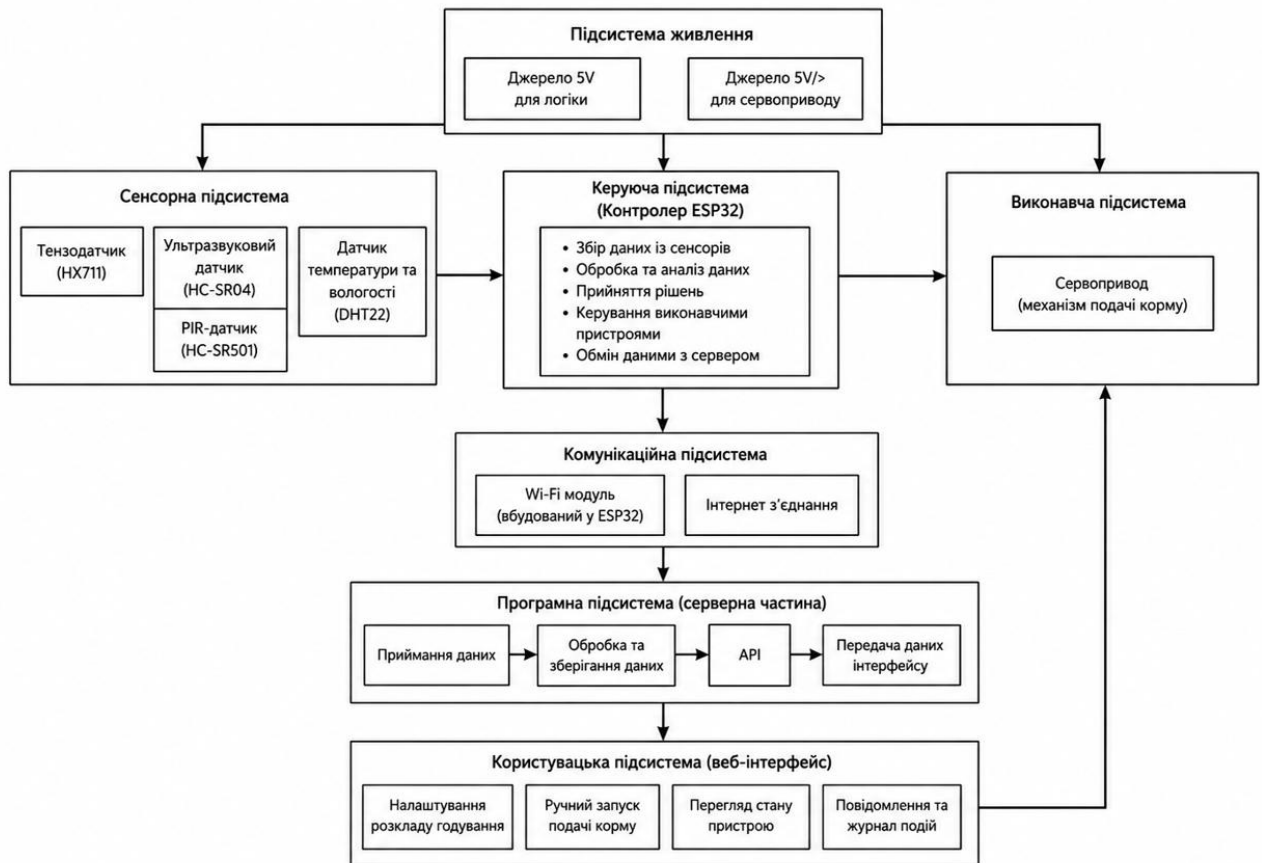 Підсистема живлення
Джерело 5V
для логіки
Джерело 5V/>
для сервоприводу
Сенсорна підсистема
Тензодатчик
(HX711)
Ультразвуковий
датчик
(HC-SR04)
PIR-датчик
(HC-SR501)
Датчик
температури та
вологості
(DHT22)
Керуюча підсистема
(Контролер ESP32)
• Збір даних із сенсорів
• Обробка та аналіз даних
• Прийняття рішень
• Керування виконавчими
пристроями
• Обмін даними з сервером
Виконавча підсистема
Сервопривод
(механізм подачі корму)
Комунікаційна підсистема
Wi-Fi модуль
(вбудований у ESP32)
Інтернет з’єднання
Програмна підсистема (серверна частина)
Приймання даних
Обробка та
зберігання даних
API
Передача даних
інтерфейсу
Користувацька підсистема (веб-інтерфейс)
Налаштування
розкладу годування
Ручний запуск
подачі корму
Перегляд стану
пристрою
Повідомлення та
журнал подій